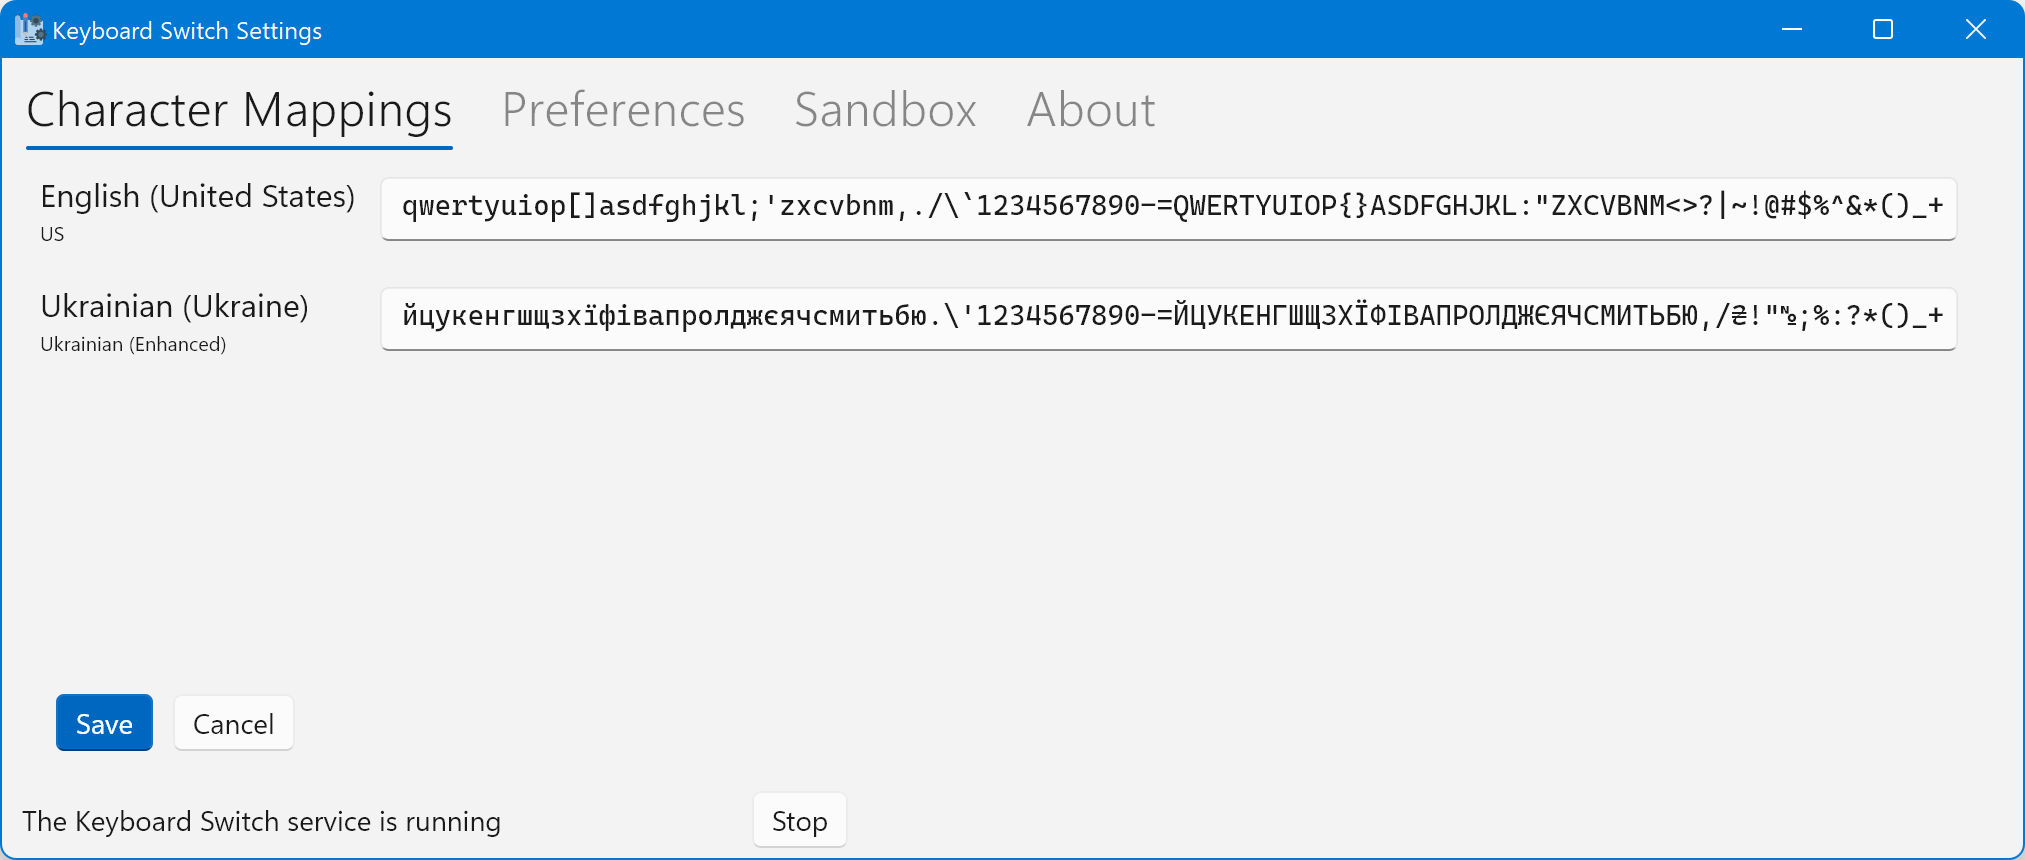 Keyboard Switch Settings
Character Mappings Preferences Sandbox About
English (United States)
qwertyuiop[]asdfghjkl;'zxcvbnm,./\`1234567890-=QWERTYUIOP{}ASDFGHJKL:"ZXCVBNM<>?|~!@#$%^&*()_+
US
Ukrainian (Ukraine)
йцукенгшщзхїфівапролджєячсмитьбю.\'1234567890-=ЙЦУКЕНГШЩЗХЇФІВАПРОЛДЖЄЯЧСМИТЬБЮ,/₴!"№;%:?*()_+
Ukrainian (Enhanced)
Save Cancel
The Keyboard Switch service is running Stop